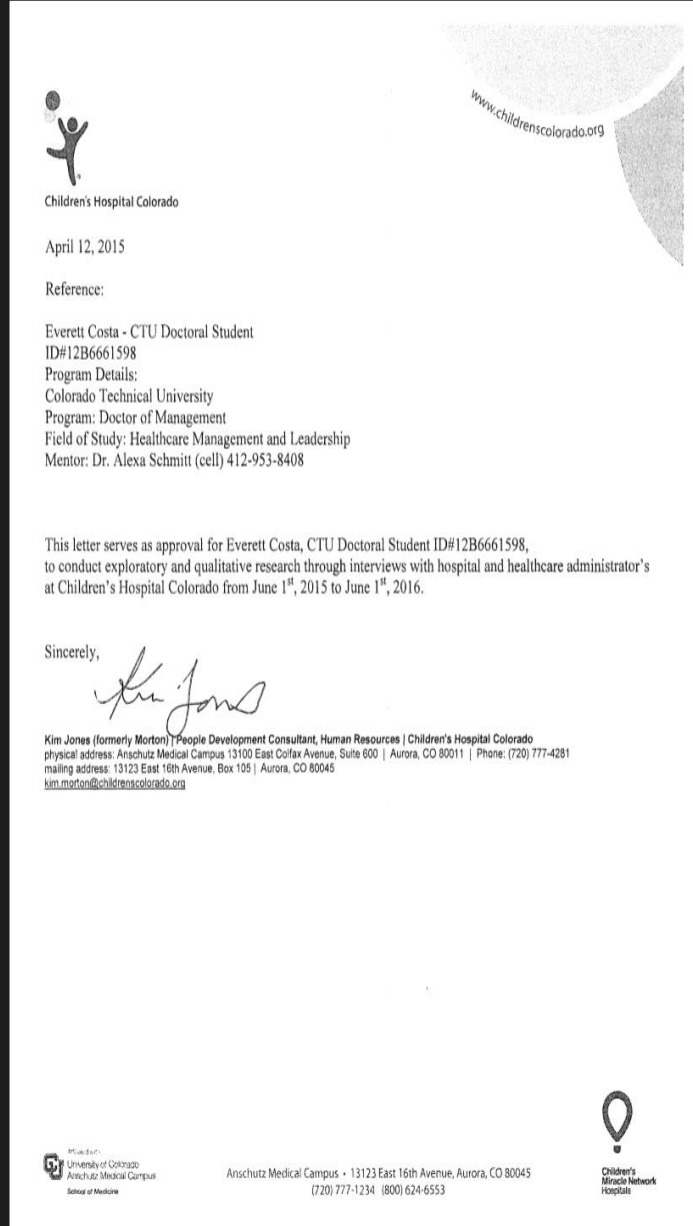 www.childrenscolorado.org
Children's Hospital Colorado
April 12, 2015
Reference:
Everett Costa - CTU Doctoral Student
ID#12B6661598
Program Details:
Colorado Technical University
Program: Doctor of Management
Field of Study: Healthcare Management and Leadership
Mentor: Dr. Alexa Schmitt (cell) 412-953-8408
This letter serves as approval for Everett Costa, CTU Doctoral Student ID#12B6661598,
to conduct exploratory and qualitative research through interviews with hospital and healthcare administrator's
at Children's Hospital Colorado from June 1st, 2015 to June 1st, 2016.
Sincerely,
Kim Jones
Kim Jones (formerly Morton) | People Development Consultant, Human Resources | Children's Hospital Colorado
physical address: Anschutz Medical Campus 13100 East Colfax Avenue, Suite 600 | Aurora, CO 80011 | Phone: (720) 777-4281
mailing address: 13123 East 16th Avenue, Box 105 | Aurora, CO 80045
kim.morton@childrenscolorado.org
University of Colorado
Anschutz Medical Campus
School of Medicine
Anschutz Medical Campus • 13123 East 16th Avenue, Aurora, CO 80045
(720) 777-1234 (800) 624-6553
Children's
Miracle Network
Hospitals